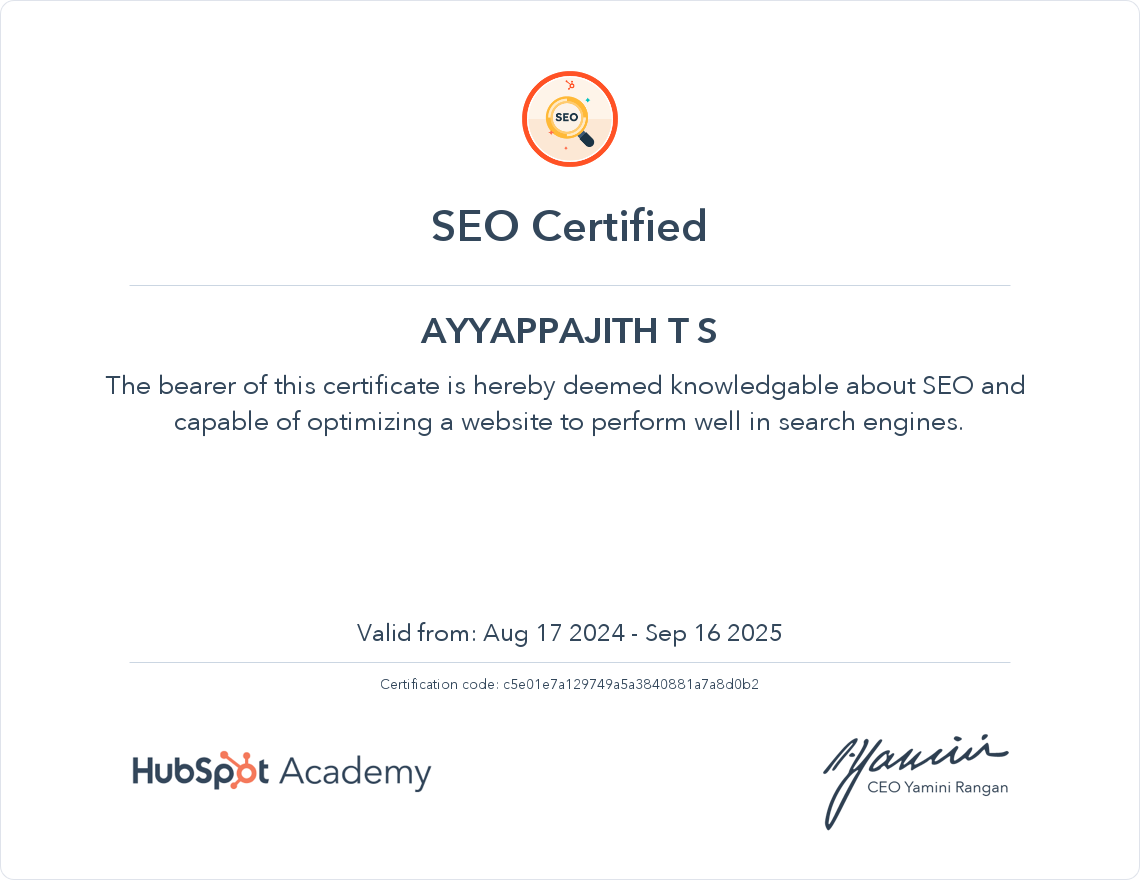 SEO
SEO Certified
AYYAPPAJITH T S
The bearer of this certificate is hereby deemed knowledgable about SEO and
capable of optimizing a website to perform well in search engines.
Valid from: Aug 17 2024 - Sep 16 2025
Certification code: c5e01e7a129749a5a3840881a7a8d0b2
HubSpot Academy
Yamini
CEO Yamini Rangan